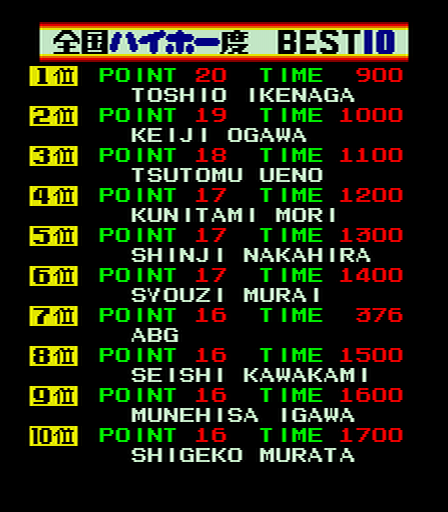 全国ハイホー度 BEST10
1位 POINT 20 TIME 900
TOSHIO IKENAGA
2位 POINT 19 TIME 1000
KEIJI OGAWA
3位 POINT 18 TIME 1100
TSUTOMU UENO
4位 POINT 17 TIME 1200
KUNITAMI MORI
5位 POINT 17 TIME 1300
SHINJI NAKAHIRA
6位 POINT 17 TIME 1400
SYOUZI MURAI
7位 POINT 16 TIME 376
ABG
8位 POINT 16 TIME 1500
SEISHI KAWAKAMI
9位 POINT 16 TIME 1600
MUNEHISA IGAWA
10位 POINT 16 TIME 1700
SHIGEKO MURATA